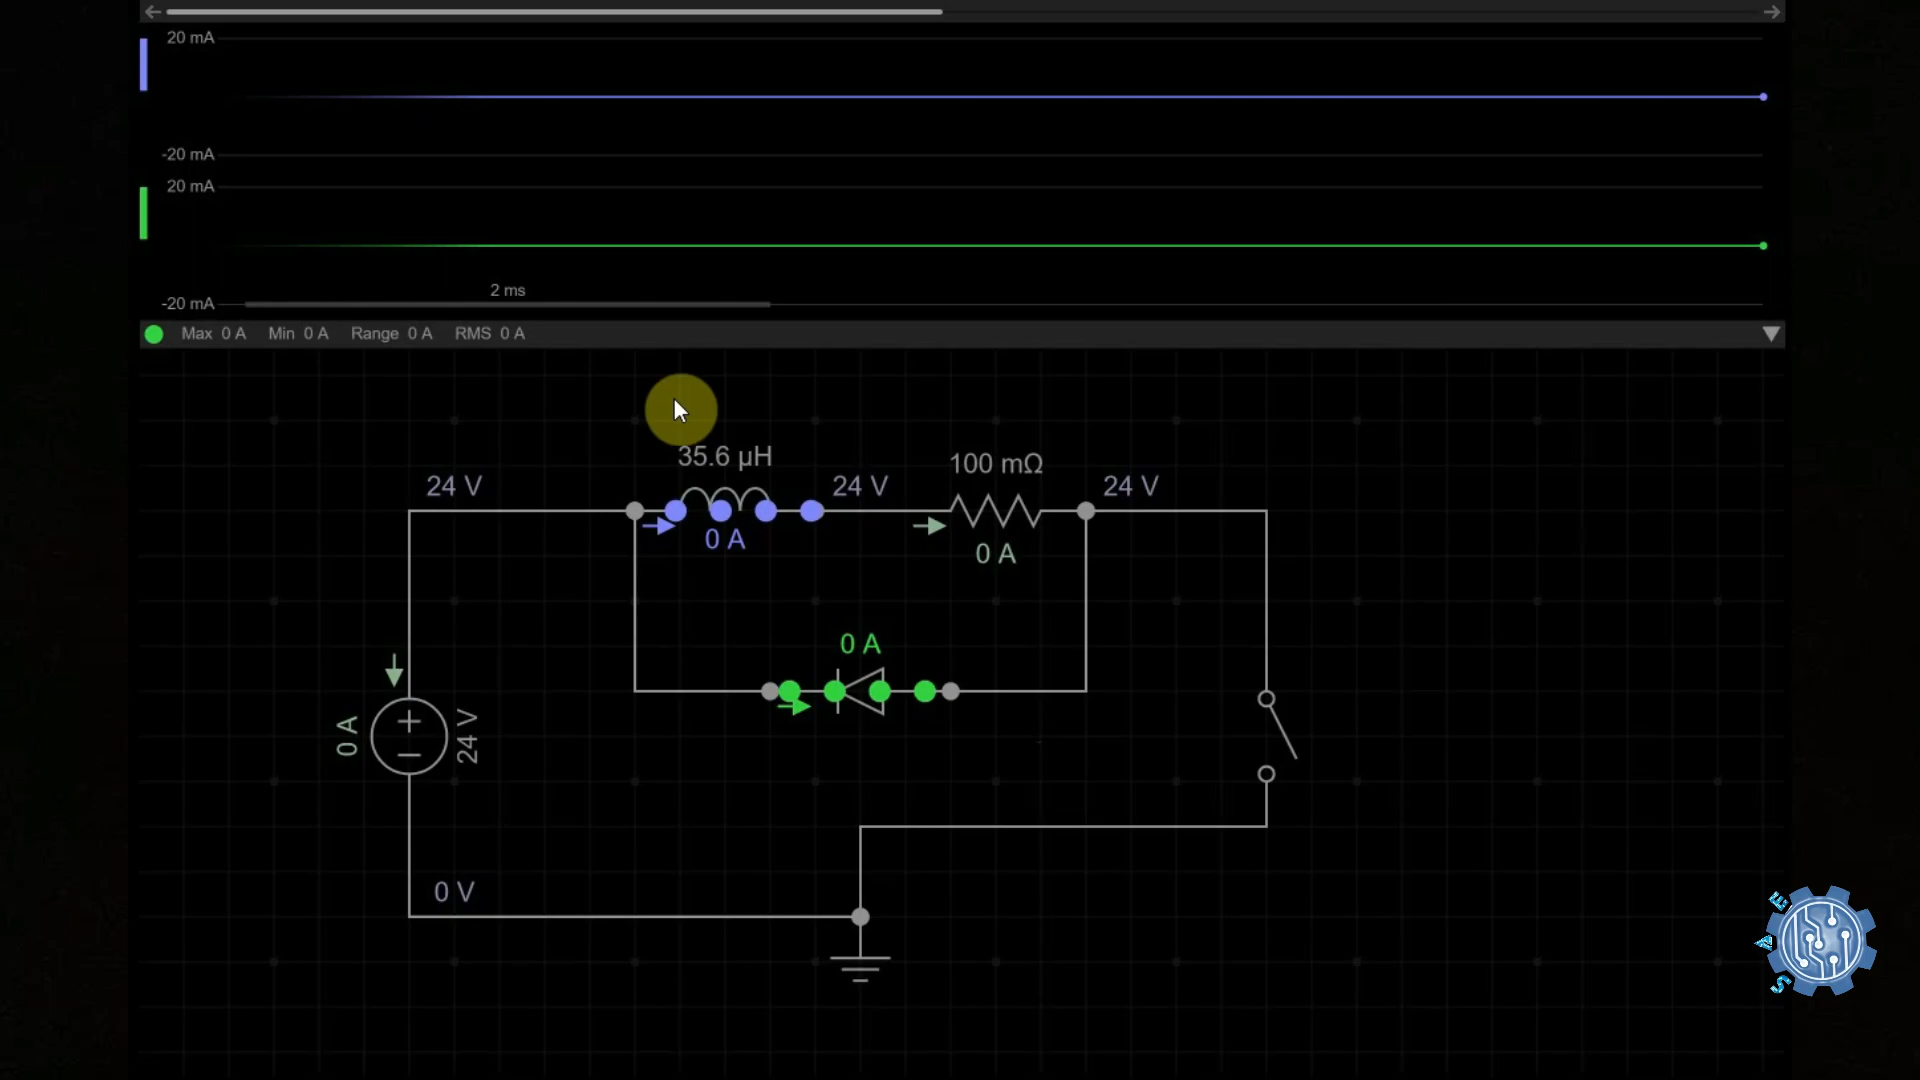 20 mA
-20 mA
20 mA
2 ms
-20 mA
Max 0 A Min 0 A Range 0 A RMS 0 A
35.6 µH
100 mΩ
24 V
24 V
24 V
0 A
0 A
0 A
0 A
24 V
0 V
S A E